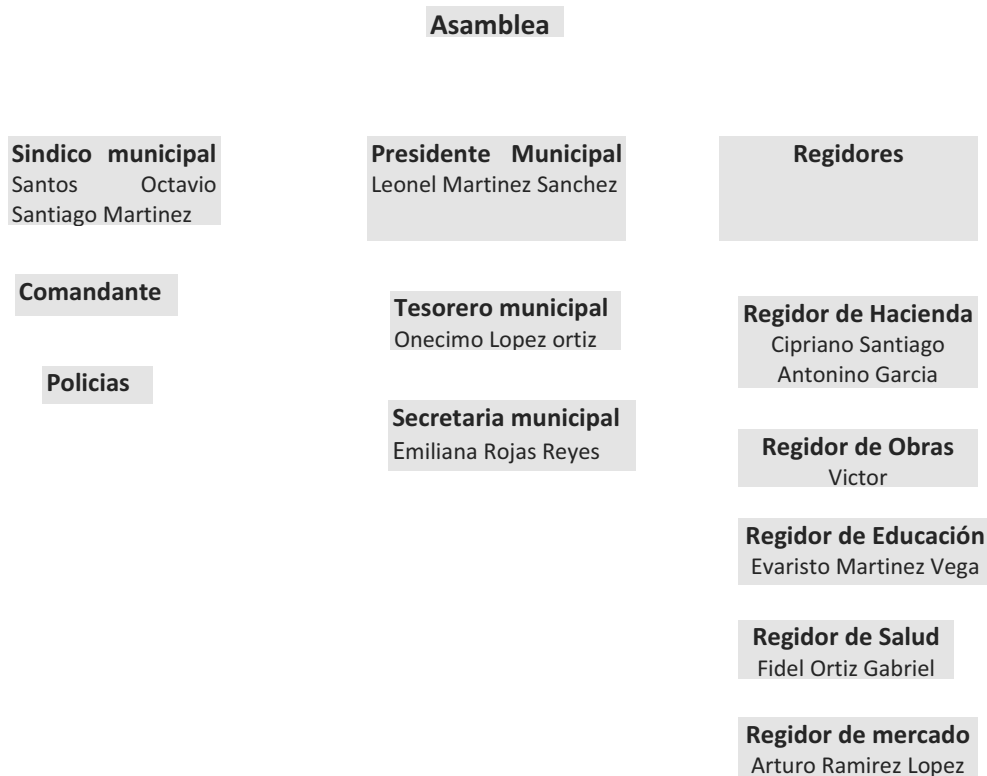 Asamblea
Sindico municipal
Santos Octavio
Santiago Martinez
Comandante
Policias
Presidente Municipal
Leonel Martinez Sanchez
Tesorero municipal
Onecimo Lopez ortiz
Secretaria municipal
Emiliana Rojas Reyes
Regidores
Regidor de Hacienda
Cipriano Santiago
Antonino Garcia
Regidor de Obras
Victor
Regidor de Educación
Evaristo Martinez Vega
Regidor de Salud
Fidel Ortiz Gabriel
Regidor de mercado
Arturo Ramirez Lopez